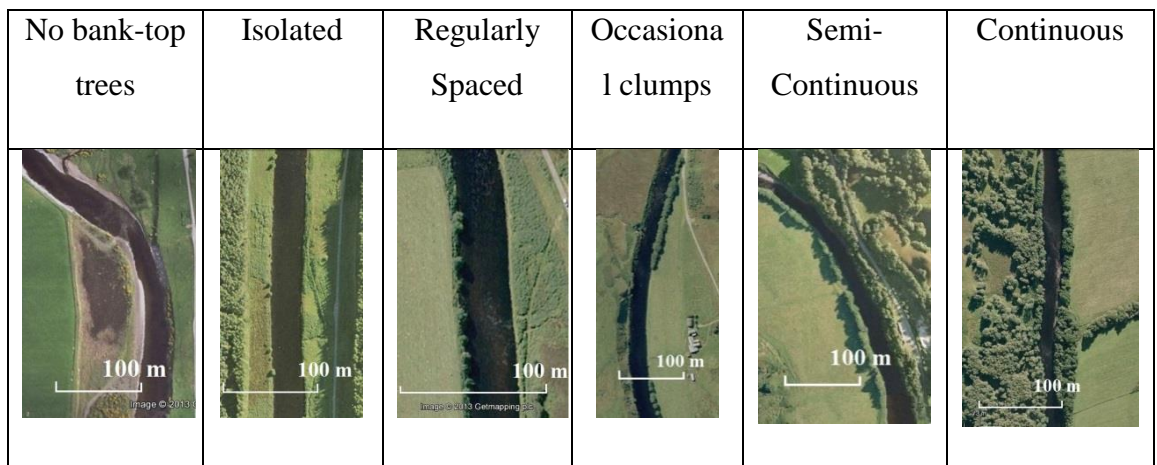 No bank-top
trees
Isolated
Regularly
Spaced
Occasiona
l clumps
Semi-
Continuous
Continuous
100 m
Image © 2013
100 m
100 m
Image © 2013 Getmapping plc
100 m
100 m
100 m